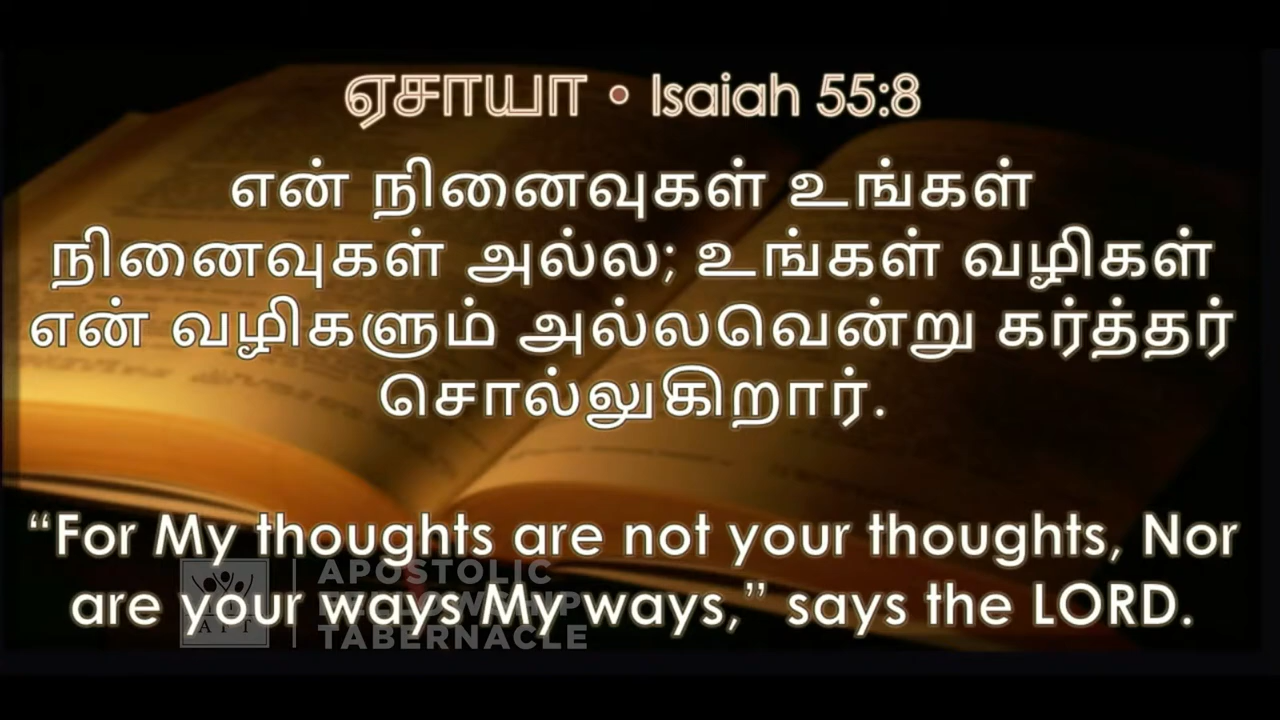 ஏசாயா • Isaiah 55:8
என் நினைவுகள் உங்கள்
நினைவுகள் அல்ல; உங்கள் வழிகள்
என் வழிகளும் அல்லவென்று கர்த்தர்
சொல்லுகிறார்.
“For My thoughts are not your thoughts, Nor
are your ways My ways,” says the LORD.
APOSTOLIC
FELLOWSHIP
TABERNACLE
AFT